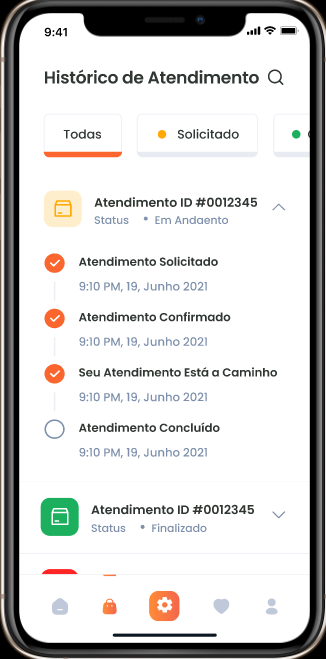 9:41
Histórico de Atendimento
Todas
Solicitado
Atendimento ID #0012345
Status • Em Andaento
Atendimento Solicitado
9:10 PM, 19, Junho 2021
Atendimento Confirmado
9:10 PM, 19, Junho 2021
Seu Atendimento Está a Caminho
9:10 PM, 19, Junho 2021
Atendimento Concluído
9:10 PM, 19, Junho 2021
Atendimento ID #0012345
Status • Finalizado